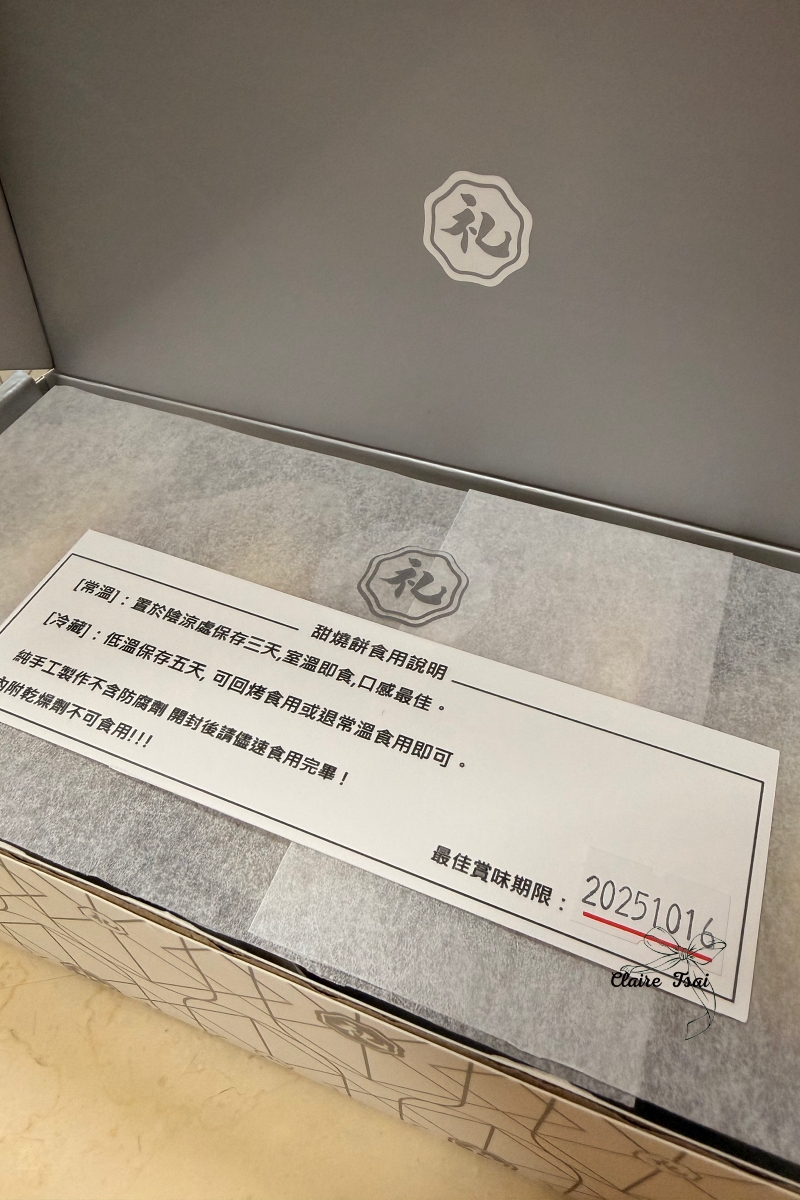 礼
礼
甜燒餅食用說明
[常溫]：置於陰涼處保存三天,室溫即食,口感最佳。
[冷藏]：低溫保存五天, 可回烤食用或退常溫食用即可。
純手工製作不含防腐劑 開封後請儘速食用完畢！
內附乾燥劑不可食用!!!
最佳賞味期限：20251016
Claire Tsai